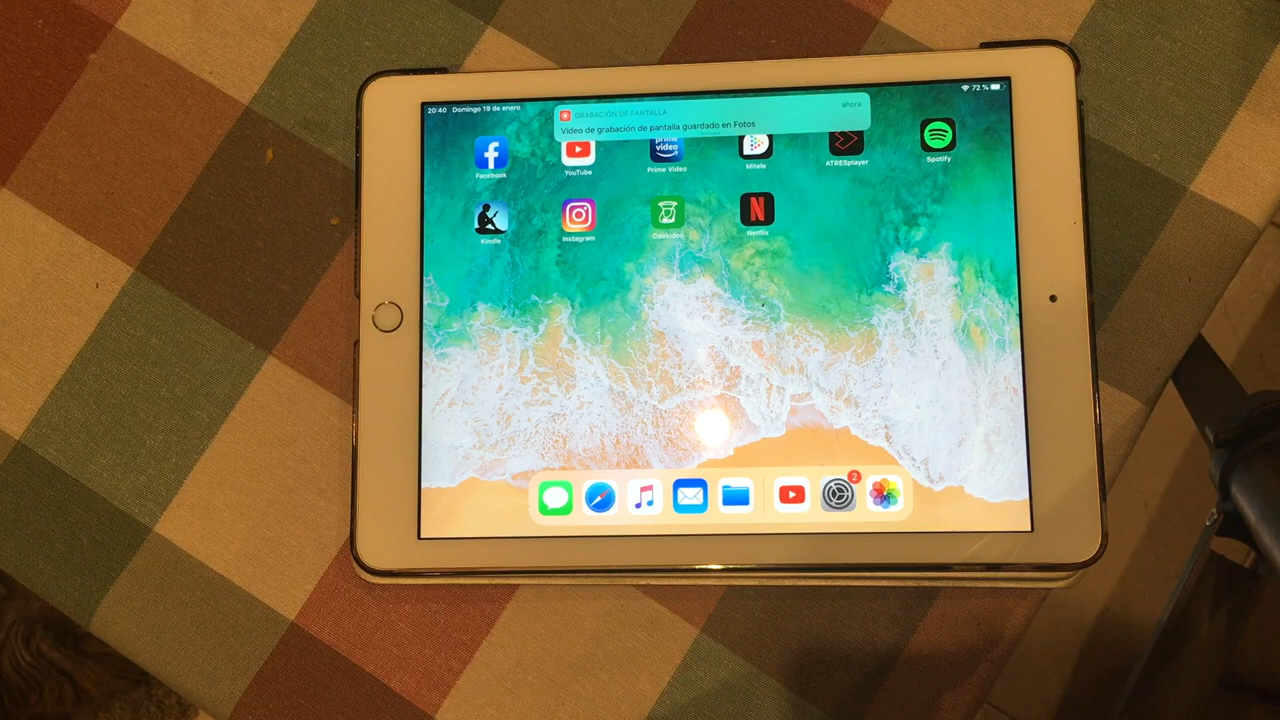 20:40 Domingo 19 de enero
72 %
GRABACIÓN DE PANTALLA
ahora
Vídeo de grabación de pantalla guardado en Fotos
Facebook
YouTube
prime video
Prime Video
Mitele
ATRESplayer
Spotify
Kindle
Instagram
Cookidoo
N
Netflix
2